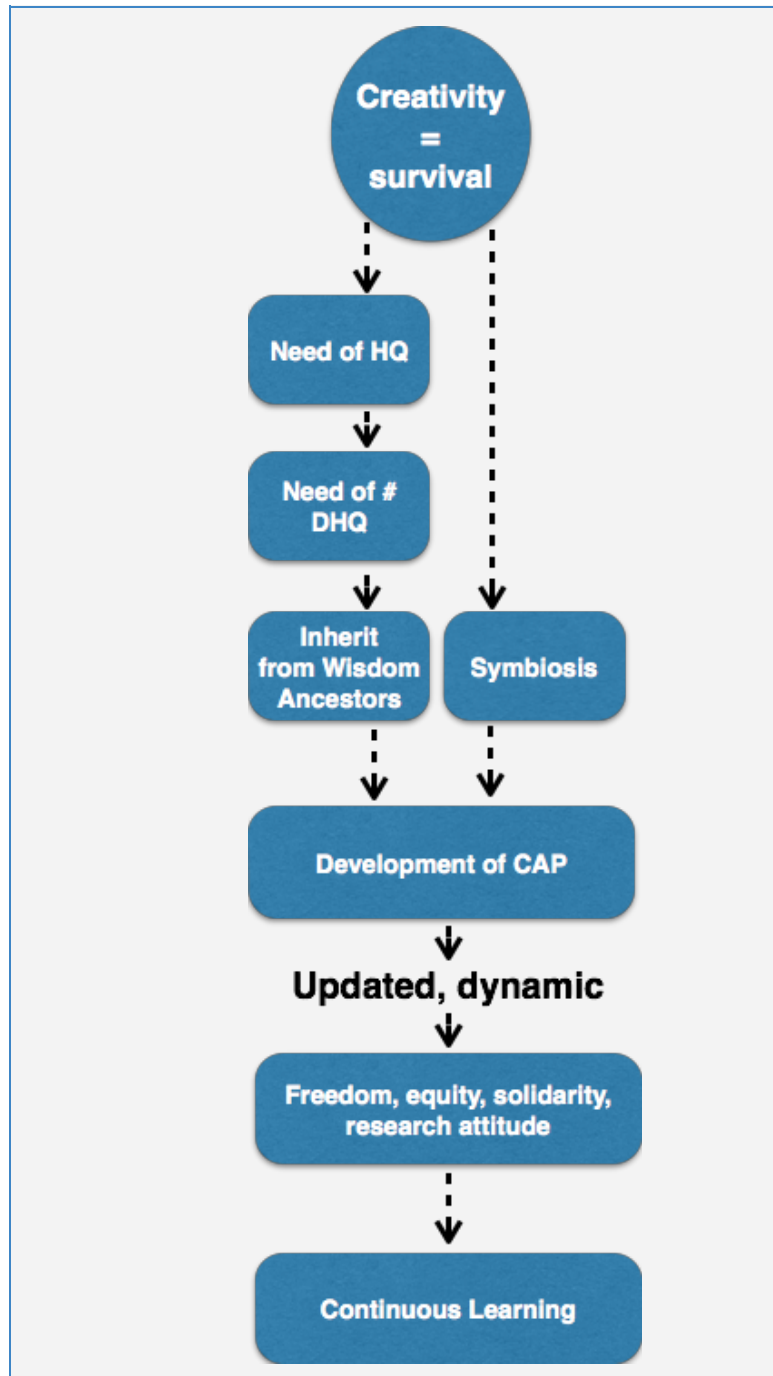 Creativity
=
survival
Need of HQ
Need of #
DHQ
Inherit
from Wisdom
Ancestors
Symbiosis
Development of CAP
Updated, dynamic
Freedom, equity, solidarity,
research attitude
Continuous Learning